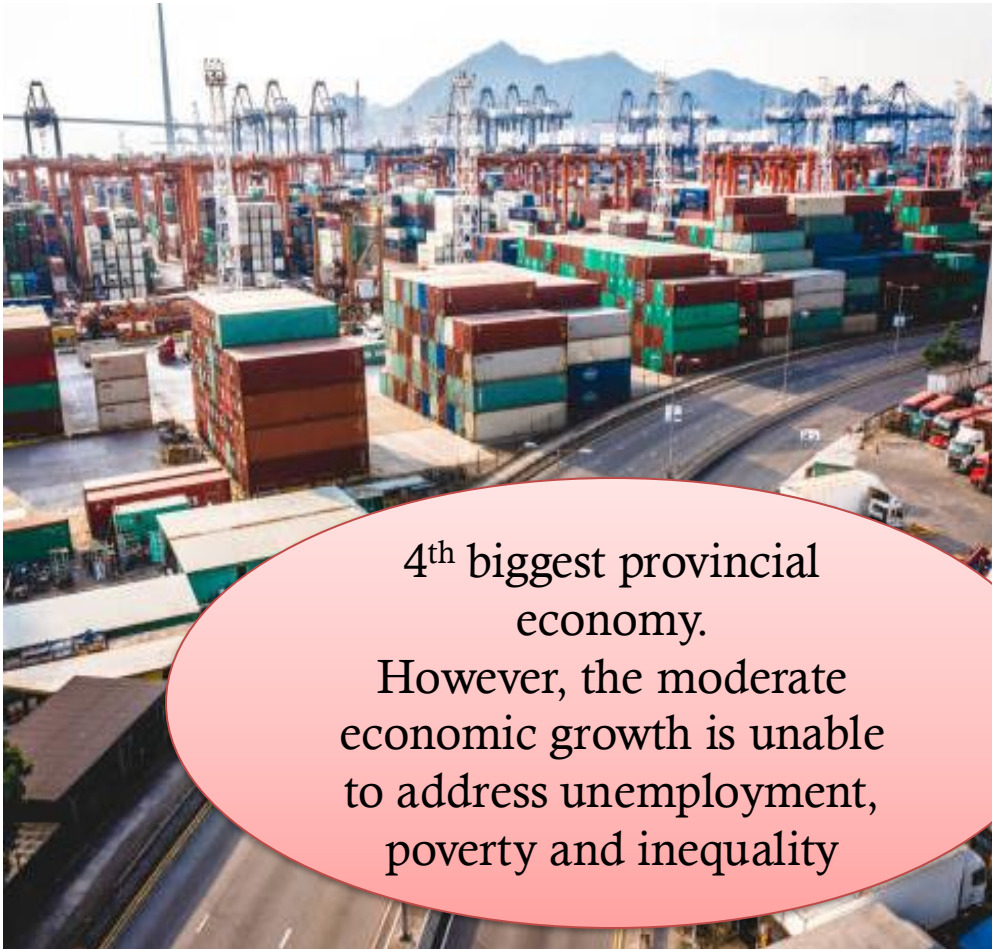 4th biggest provincial
economy.
However, the moderate
economic growth is unable
to address unemployment,
poverty and inequality